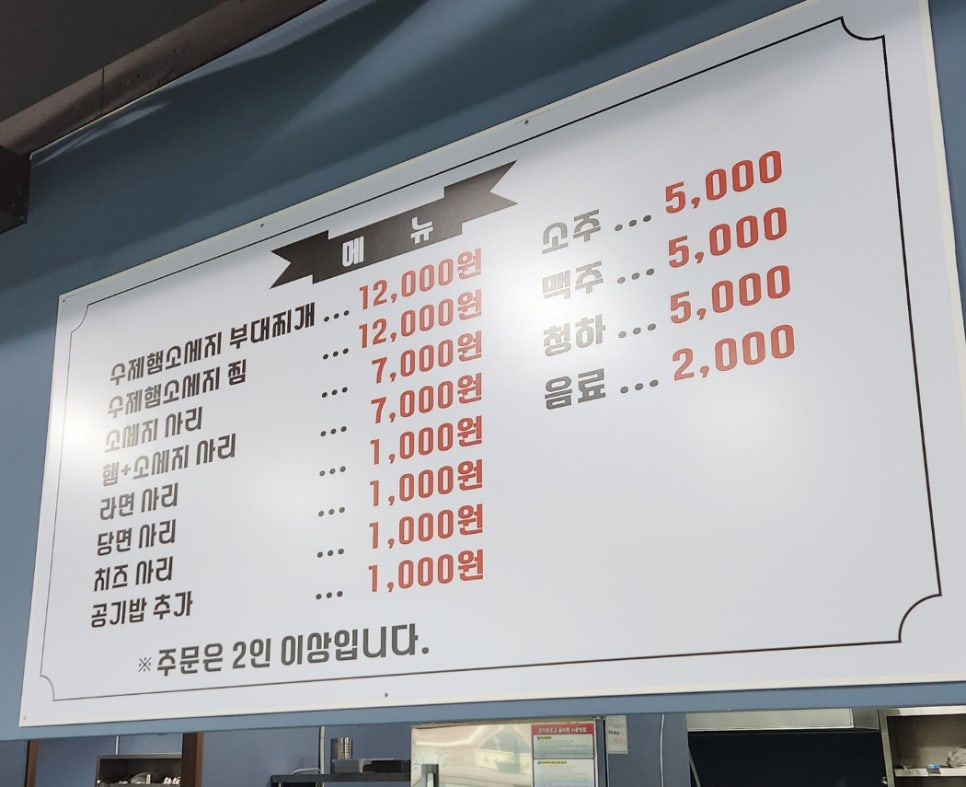 메 뉴
수제햄소세지 부대찌개 ... 12,000원
수제햄소세지 찜 ... 12,000원
소세지 사리 ... 7,000원
햄+소세지 사리 ... 7,000원
라면 사리 ... 1,000원
당면 사리 ... 1,000원
치즈 사리 ... 1,000원
공기밥 추가 ... 1,000원
※ 주문은 2인 이상입니다.
소주 ... 5,000
맥주 ... 5,000
청하 ... 5,000
음료 ... 2,000